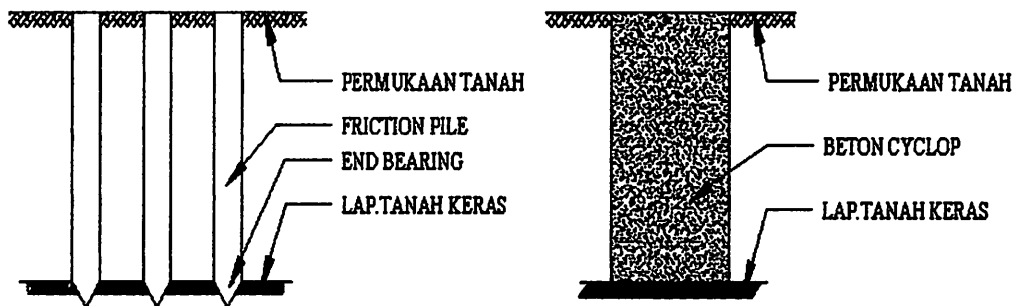 PERMUKAAN TANAH
FRICTION PILE
END BEARING
LAP.TANAH KERAS
PERMUKAAN TANAH
BETON CYCLOP
LAP.TANAH KERAS